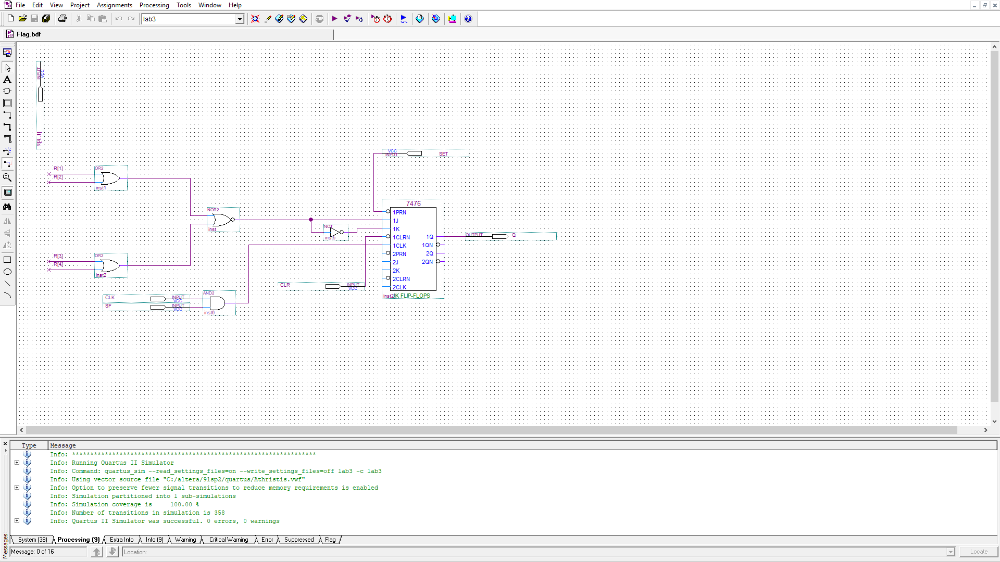 File Edit View Project Assignments Processing Tools Window Help
lab3
STOP
Flag.bdf
INPUT
VCC
R[4..1]
VCC
INPUT
SET
R[1]
R[2]
OR2
inst1
NOR2
inst
NOT
inst5
7476
1PRN
1J
1K
1CLRN
1CLK
2PRN
2J
2K
2CLRN
2CLK
1Q
1QN
2Q
2QN
JK FLIP-FLOPS
OUTPUT
Q
R[3]
R[4]
OR2
inst2
CLR
INPUT
VCC
CLK
INPUT
VCC
SF
INPUT
VCC
AND2
inst6
Type Message
Info: *******************************************************************
Info: Running Quartus II Simulator
Info: Command: quartus_sim --read_settings_files=on --write_settings_files=off lab3 -c lab3
Info: Using vector source file "C:/altera/91sp2/quartus/Athristis.vwf"
Info: Option to preserve fewer signal transitions to reduce memory requirements is enabled
Info: Simulation partitioned into 1 sub-simulations
Info: Simulation coverage is 100.00 %
Info: Number of transitions in simulation is 358
Info: Quartus II Simulator was successful. 0 errors, 0 warnings
System (38) Processing (9) Extra Info Info (9) Warning Critical Warning Error Suppressed Flag
Messages
Message: 0 of 16
Location:
Locate